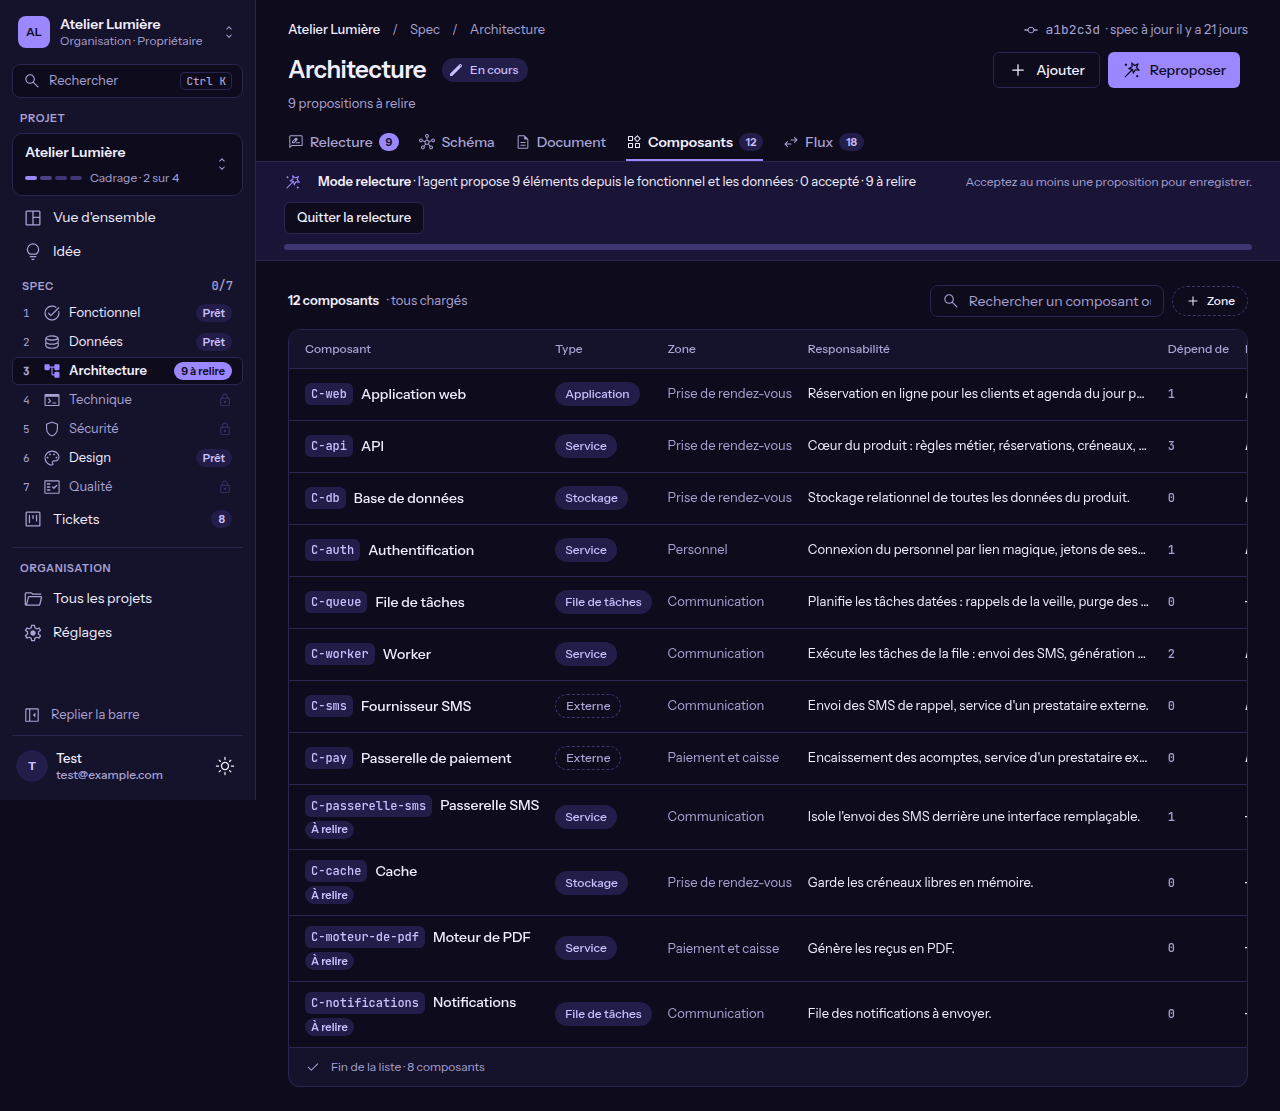 AL
Atelier Lumière
Organisation · Propriétaire
Rechercher
Ctrl K
PROJET
Atelier Lumière
Cadrage · 2 sur 4
Vue d'ensemble
Idée
SPEC 0/7
1 Fonctionnel Prêt
2 Données Prêt
3 Architecture 9 à relire
4 Technique
5 Sécurité
6 Design Prêt
7 Qualité
Tickets 8
ORGANISATION
Tous les projets
Réglages
Replier la barre
T
Test
test@example.com
Atelier Lumière / Spec / Architecture
a1b2c3d · spec à jour il y a 21 jours
Architecture En cours
Ajouter
Reproposer
9 propositions à relire
Relecture 9
Schéma
Document
Composants 12
Flux 18
Mode relecture · l'agent propose 9 éléments depuis le fonctionnel et les données · 0 accepté · 9 à relire
Acceptez au moins une proposition pour enregistrer.
Quitter la relecture
12 composants · tous chargés
Rechercher un composant o
Zone
Composant Type Zone Responsabilité Dépend de
C-web Application web Application Prise de rendez-vous Réservation en ligne pour les clients et agenda du jour p… 1
C-api API Service Prise de rendez-vous Cœur du produit : règles métier, réservations, créneaux, … 3
C-db Base de données Stockage Prise de rendez-vous Stockage relationnel de toutes les données du produit. 0
C-auth Authentification Service Personnel Connexion du personnel par lien magique, jetons de ses… 1
C-queue File de tâches File de tâches Communication Planifie les tâches datées : rappels de la veille, purge des … 0
C-worker Worker Service Communication Exécute les tâches de la file : envoi des SMS, génération … 2
C-sms Fournisseur SMS Externe Communication Envoi des SMS de rappel, service d'un prestataire externe. 0
C-pay Passerelle de paiement Externe Paiement et caisse Encaissement des acomptes, service d'un prestataire ex… 0
C-passerelle-sms Passerelle SMS À relire Service Communication Isole l'envoi des SMS derrière une interface remplaçable. 1
C-cache Cache À relire Stockage Prise de rendez-vous Garde les créneaux libres en mémoire. 0
C-moteur-de-pdf Moteur de PDF À relire Service Paiement et caisse Génère les reçus en PDF. 0
C-notifications Notifications À relire File de tâches Communication File des notifications à envoyer. 0
Fin de la liste · 8 composants